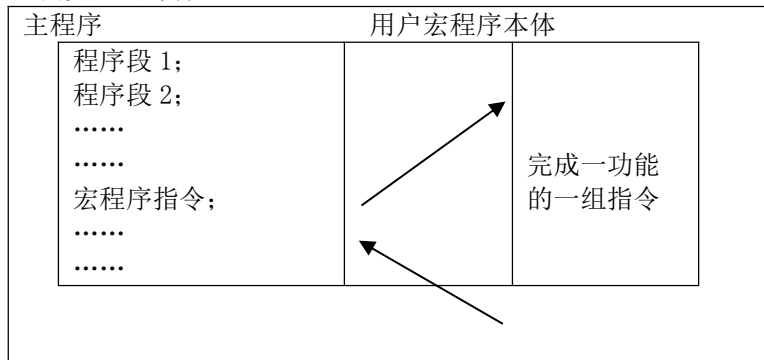 主程序 用户宏程序本体
程序段 1;
程序段 2;
……
……
宏程序指令;
……
……
完成一功能
的一组指令